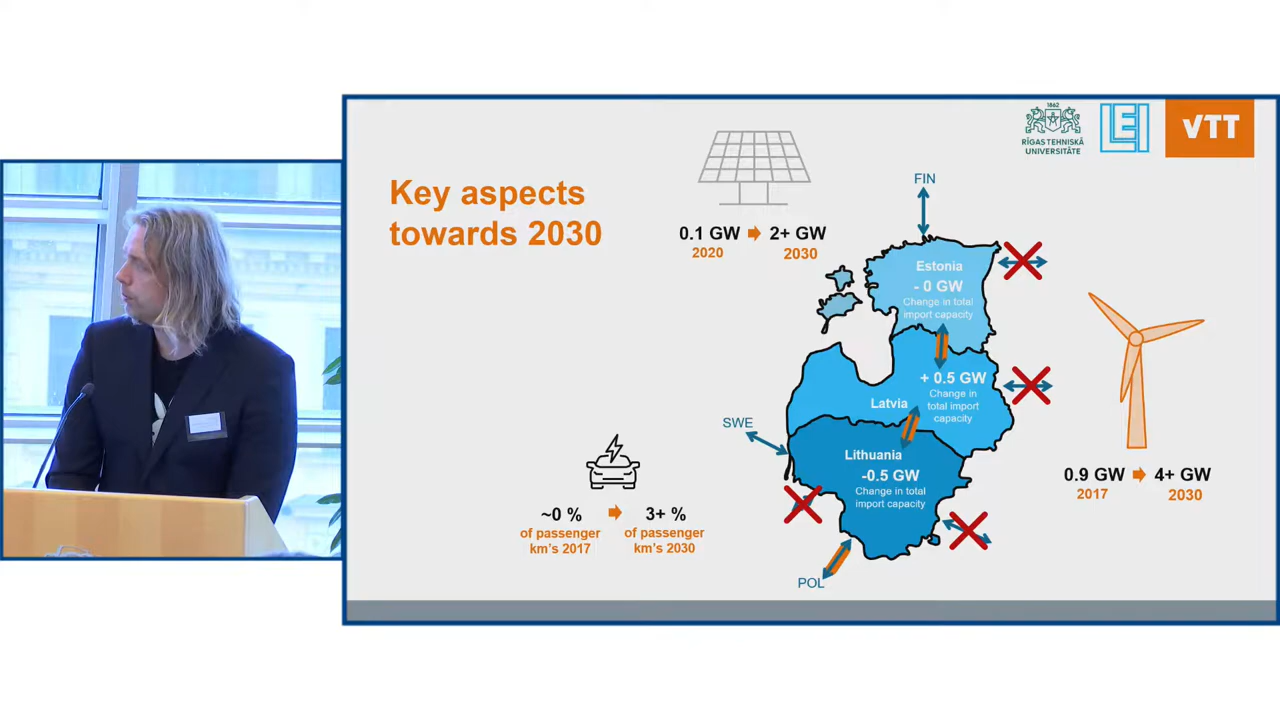 Key aspects
towards 2030
0.1 GW 2+ GW
2020 2030
1862
RĪGAS TEHNISKĀ
UNIVERSITĀTE
LEI
VTT
FIN
Estonia
- 0 GW
Change in total
import capacity
+ 0.5 GW
Change in
total import
capacity
Latvia
SWE
Lithuania
-0.5 GW
Change in total
import capacity
POL
0.9 GW 4+ GW
2017 2030
~0 % 3+ %
of passenger of passenger
km's 2017 km's 2030